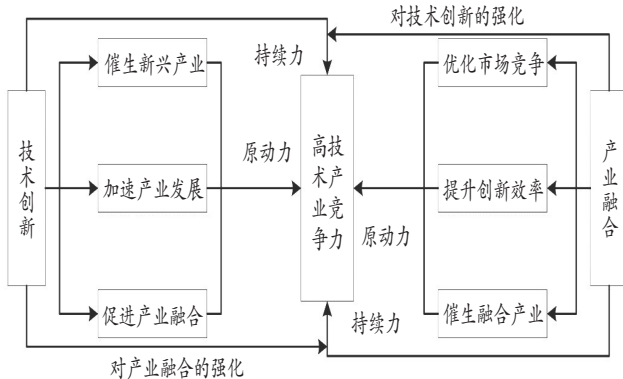 对技术创新的强化
持续力
催生新兴产业
优化市场竞争
技术创新
原动力
高技术产业竞争力
产业融合
加速产业发展
提升创新效率
原动力
促进产业融合
持续力
催生融合产业
对产业融合的强化